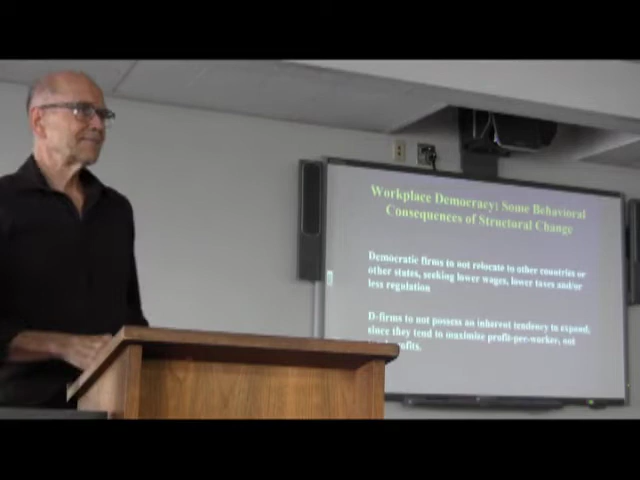 Workplace Democracy: Some Behavioral
Consequences of Structural Change
Democratic firms to not relocate to other countries or
other states, seeking lower wages, lower taxes and/or
less regulation
D-firms to not possess an inherent tendency to expand,
since they tend to maximize profit-per-worker, not